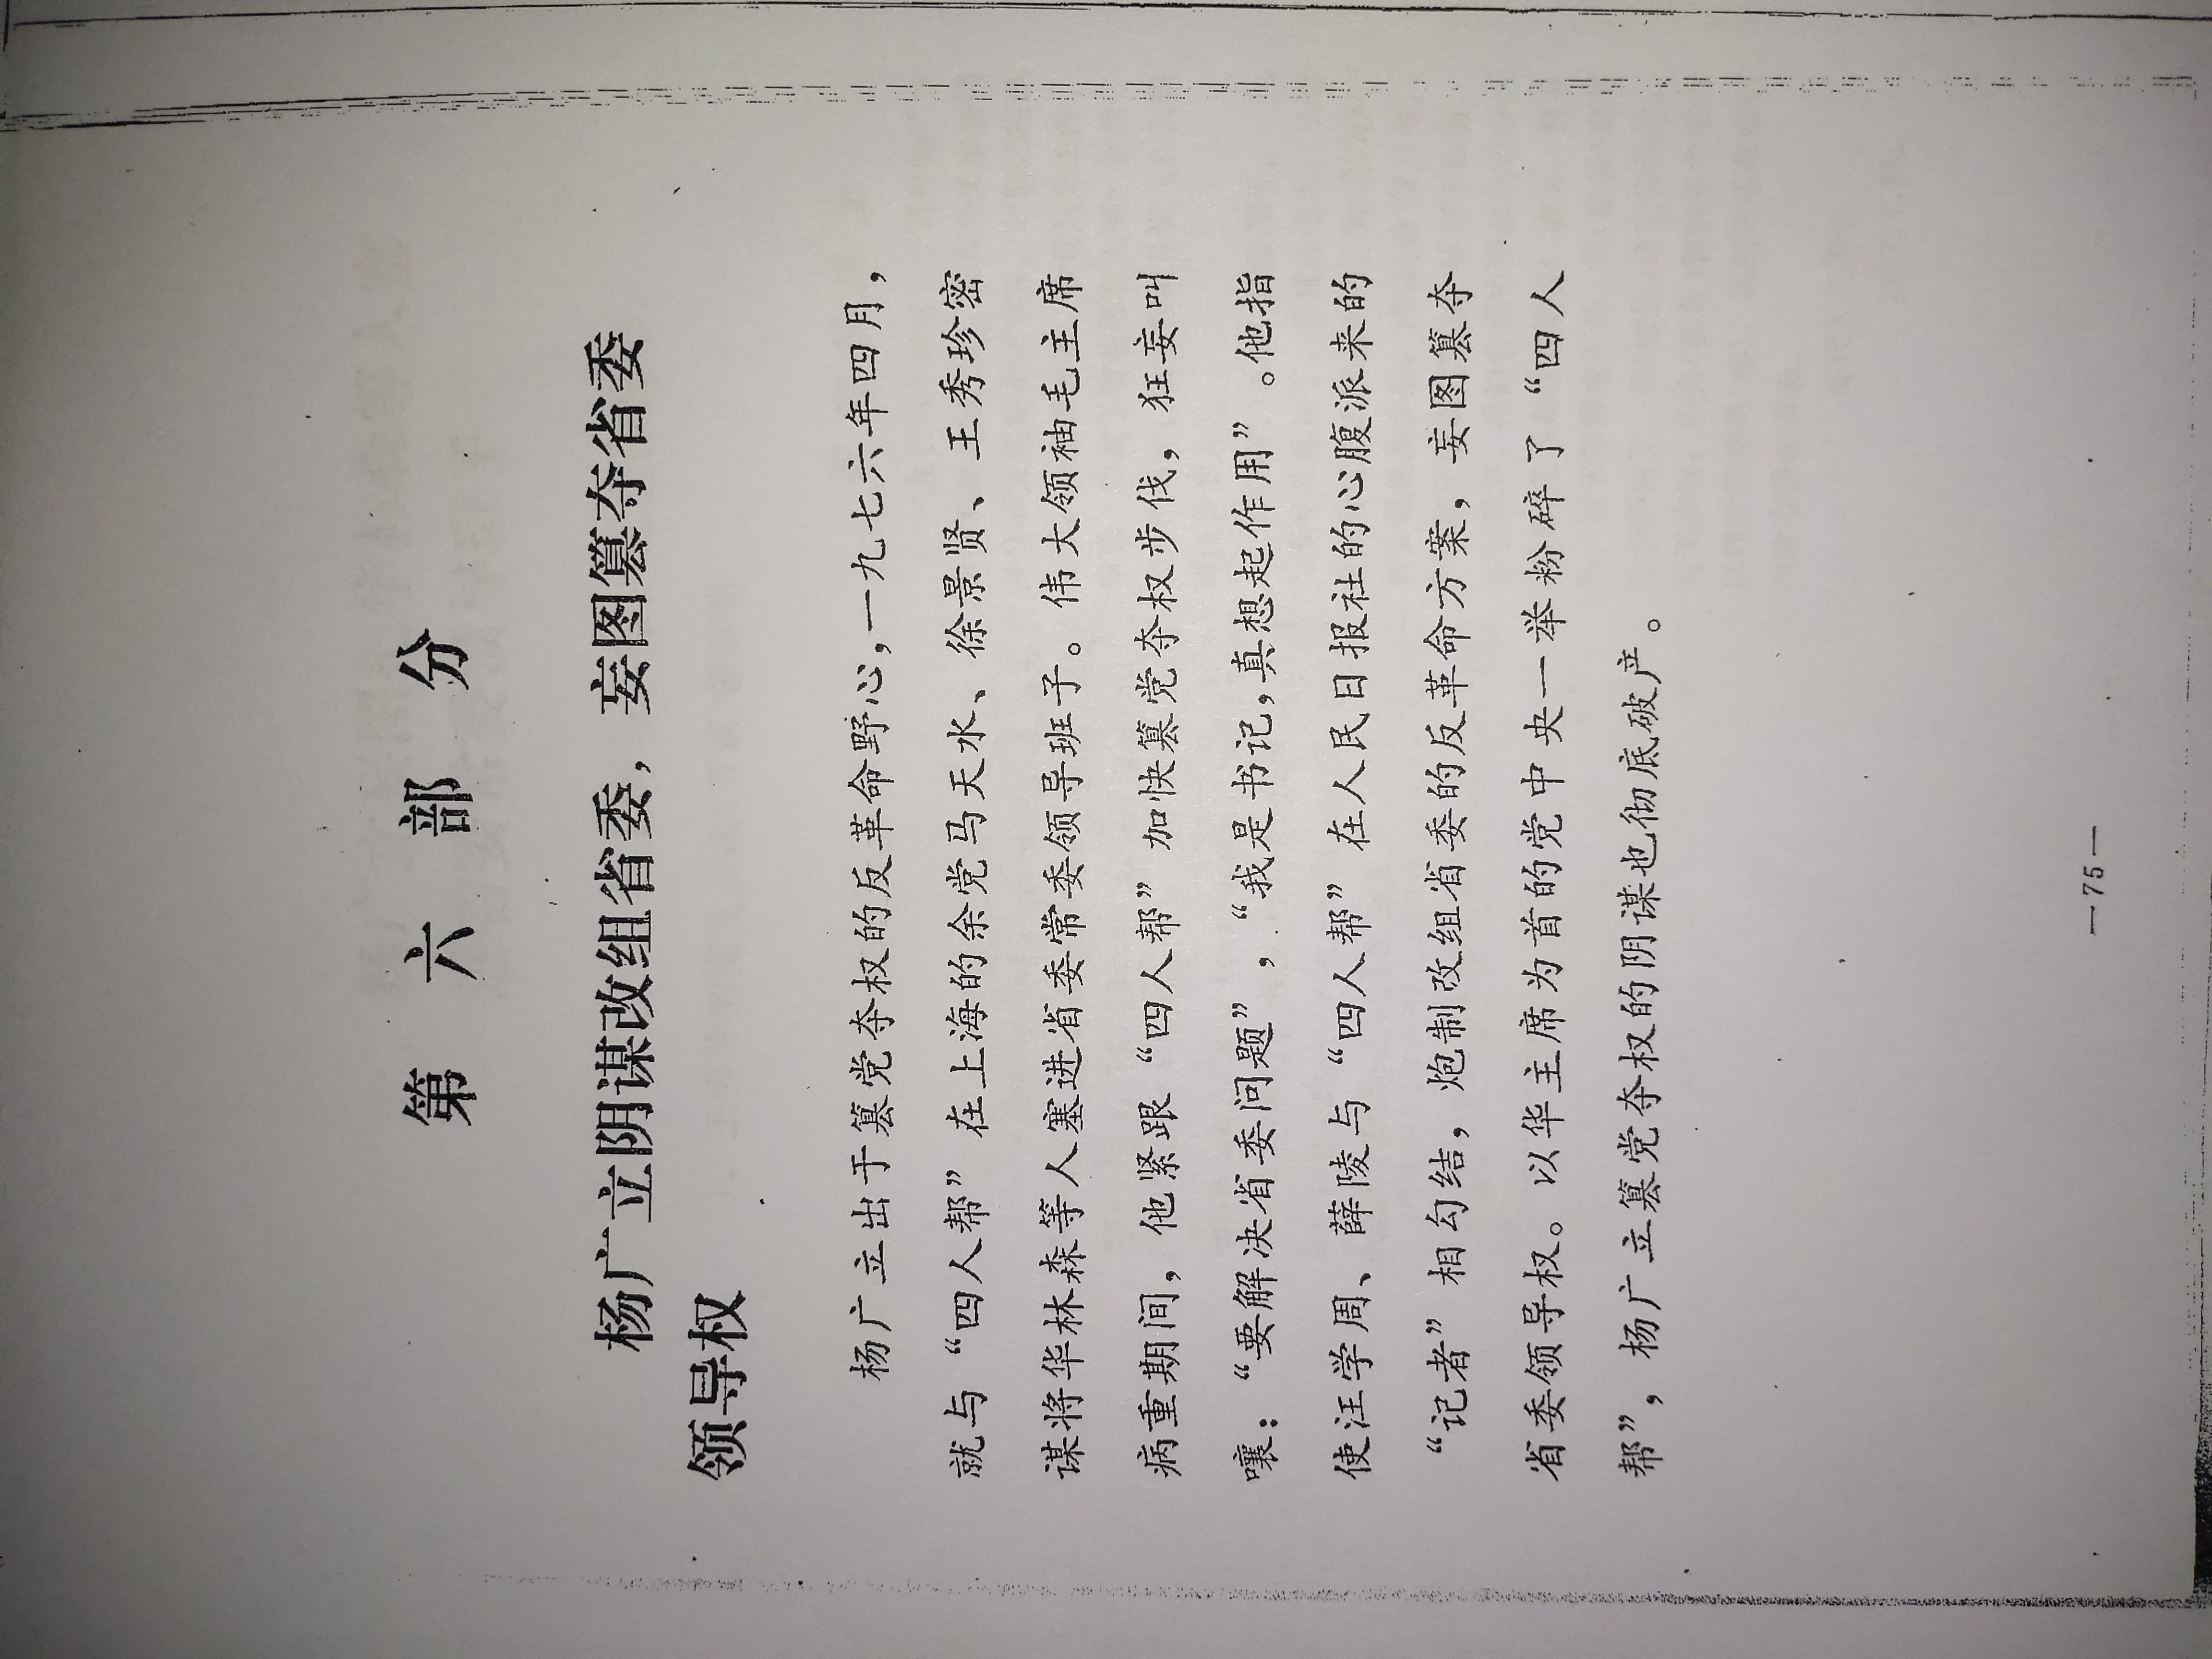 第六部分
杨广立阴谋改组省委，妄图篡夺省委
领导权
杨广立出于篡党夺权的反革命野心，一九七六年四月，
就与“四人帮”在上海的余党马天水、徐景贤、王秀珍密
谋将华林森等人塞进省委常委领导班子。伟大领袖毛主席
病重期间，他紧跟“四人帮”加快篡党夺权步伐，狂妄叫
嚷：“要解决省委问题”，“我是书记，真想起作用”。他指
使汪学周、薛陵与“四人帮”在人民日报社的心腹派来的
“记者”相勾结，炮制改组省委的反革命方案，妄图篡夺
省委领导权。以华主席为首的党中央一举粉碎了“四人
帮”，杨广立篡党夺权的阴谋也彻底破产。
—75—